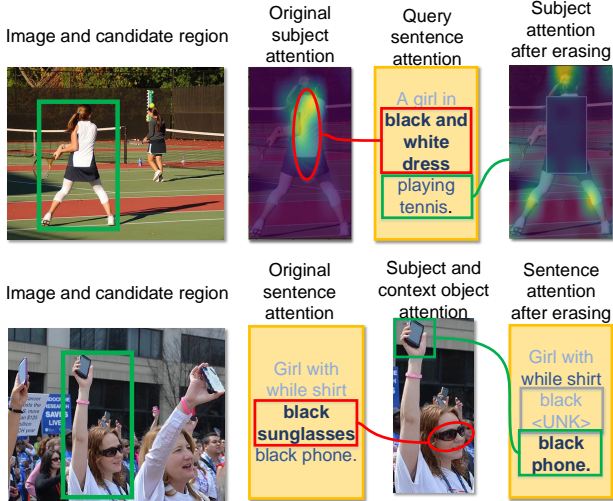 Image and candidate region
Original
subject
attention
Query
sentence
attention
Subject
attention
after erasing
A girl in
black and
white
dress
playing
tennis.
Image and candidate region
Original
sentence
attention
Subject and
context object
attention
Sentence
attention
after erasing
SAVES
LIVE
Girl with
while shirt
black
sunglasses
black phone.
Girl with
while shirt
black
<UNK>
black
phone.